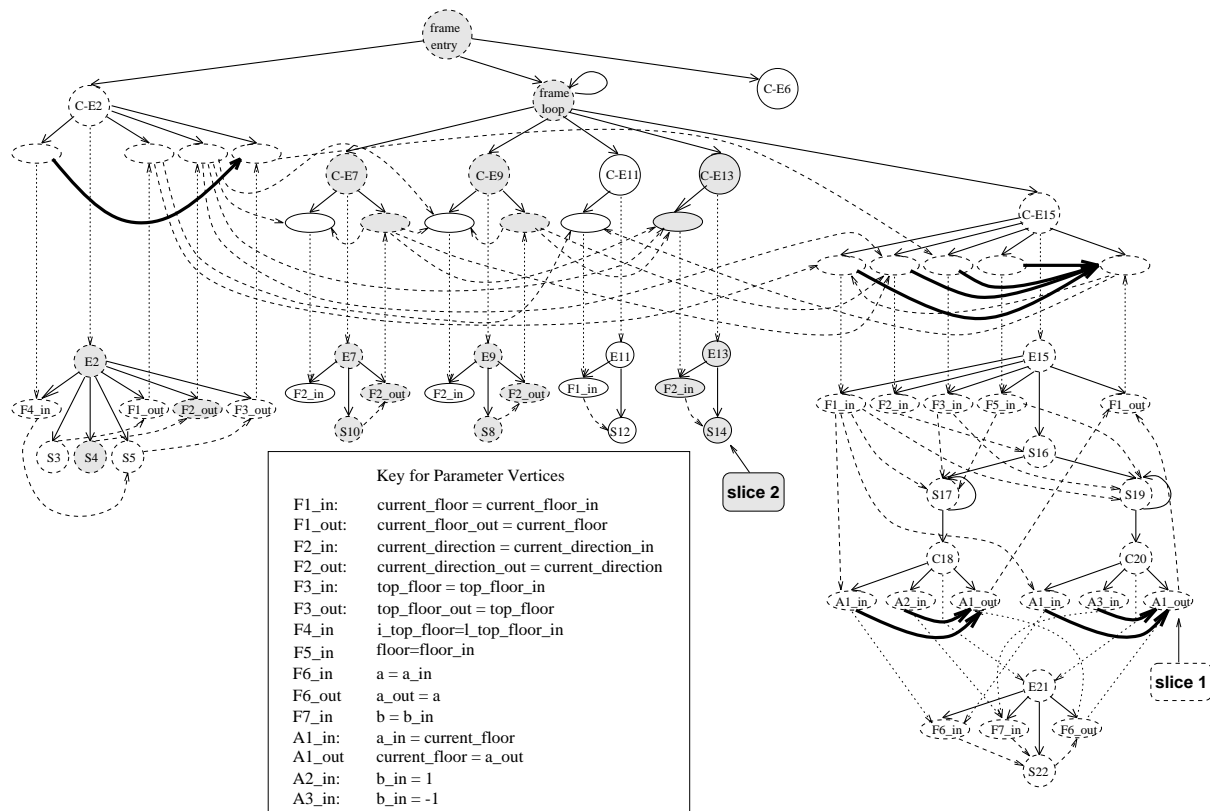 frame
entry
C-E2
frame
loop
C-E6
C-E7
C-E9
C-E11
C-E13
C-E15
E2
E7
E9
E11
E13
E15
F4_in
F1_out
F2_out
F3_out
F2_in
F2_out
F2_in
F2_out
F1_in
F2_in
F1_in
F2_in
F3_in
F5_in
F1_out
S3
S4
S5
S10
S8
S12
S14
S16
slice 2
S17
S19
C18
C20
A1_in
A2_in
A1_out
A1_in
A3_in
A1_out
E21
slice 1
F6_in
F7_in
F6_out
S22
Key for Parameter Vertices
F1_in: current_floor = current_floor_in
F1_out: current_floor_out = current_floor
F2_in: current_direction = current_direction_in
F2_out: current_direction_out = current_direction
F3_in: top_floor = top_floor_in
F3_out: top_floor_out = top_floor
F4_in i_top_floor=l_top_floor_in
F5_in floor=floor_in
F6_in a = a_in
F6_out a_out = a
F7_in b = b_in
A1_in: a_in = current_floor
A1_out current_floor = a_out
A2_in: b_in = 1
A3_in: b_in = -1